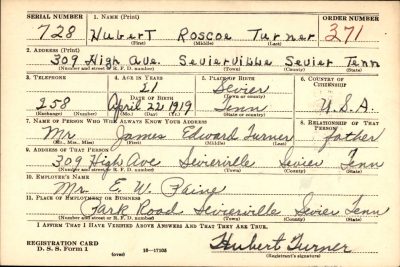 SERIAL NUMBER 1. NAME (Print) ORDER NUMBER
728 Hubert Roscoe Turner 271
(First) (Middle) (Last)
2. ADDRESS (Print)
309 High Ave. Sevierville Sevier Tenn
(Number and street or R. F. D. number) (Town) (County) (State)
3. TELEPHONE 4. AGE IN YEARS 5. PLACE OF BIRTH 6. COUNTRY OF CITIZENSHIP
21 Sevier
DATE OF BIRTH (Town or county)
258 April 22 1919 Tenn U.S.A.
(Exchange) (Number) (Mo.) (Day) (Yr.) (State or country)
7. NAME OF PERSON WHO WILL ALWAYS KNOW YOUR ADDRESS 8. RELATIONSHIP OF THAT PERSON
Mr James Edward Turner father
(Mr., Mrs., Miss) (First) (Middle) (Last)
9. ADDRESS OF THAT PERSON
309 High Ave Sevierville Sevier Tenn
(Number and street or R. F. D. number) (Town) (County) (State)
10. EMPLOYER'S NAME
Mr. E. W. Paine
11. PLACE OF EMPLOYMENT OR BUSINESS
Park Road Sevierville Sevier Tenn
(Number and street or R. F. D. number) (Town) (County) (State)
I AFFIRM THAT I HAVE VERIFIED ABOVE ANSWERS AND THAT THEY ARE TRUE.
REGISTRATION CARD
D. S. S. Form 1 (over) 16—17105 Hubert Turner
(Registrant's signature)